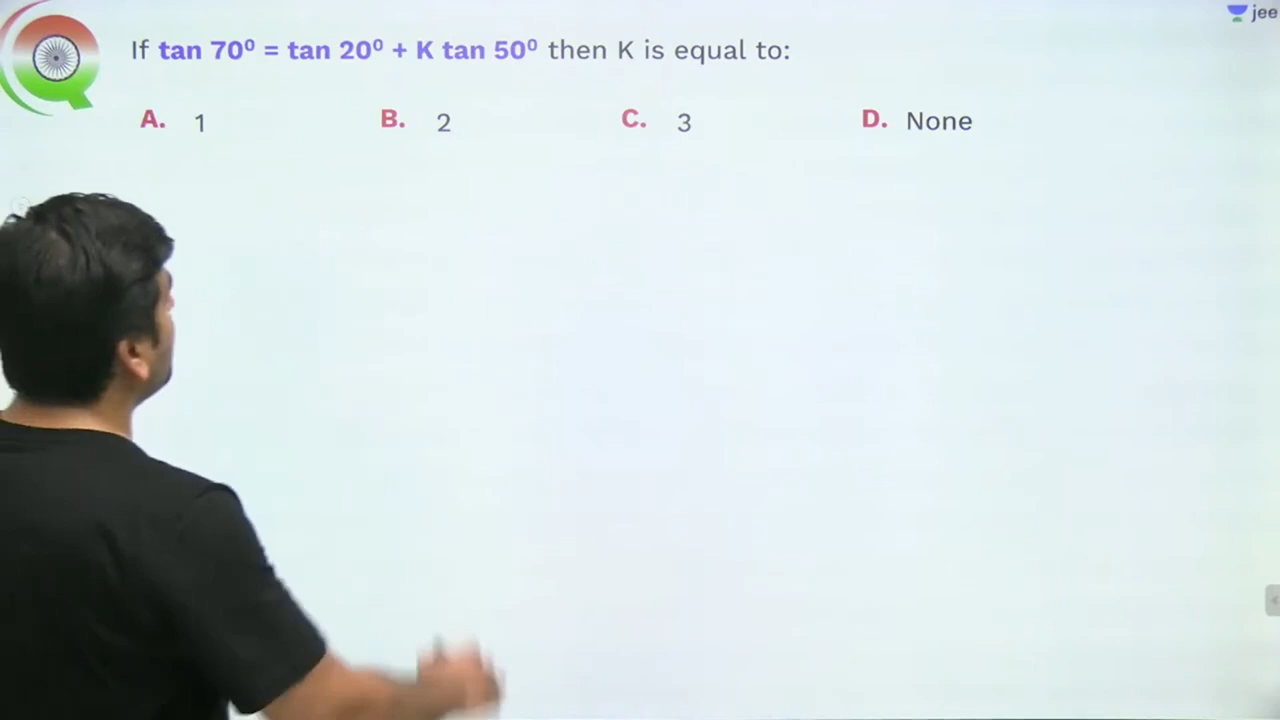 jee
If tan 70⁰ = tan 20⁰ + K tan 50⁰ then K is equal to:
A. 1 B. 2 C. 3 D. None